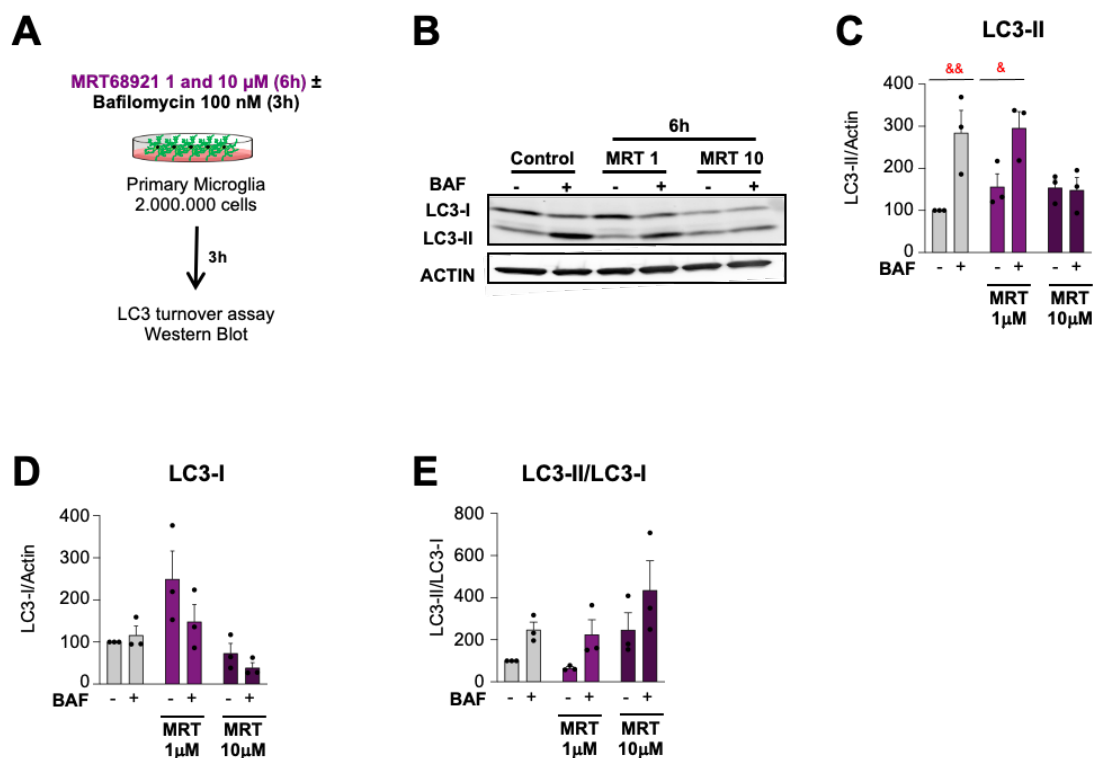 A
MRT68921 1 and 10 µM (6h) ±
Bafilomycin 100 nM (3h)
Primary Microglia
2.000.000 cells
3h
LC3 turnover assay
Western Blot
B
6h
Control MRT 1 MRT 10
BAF - + - + - +
LC3-I
LC3-II
ACTIN
C
LC3-II
&& &
LC3-II/Actin
400
300
200
100
0
BAF - + - + - +
MRT MRT
1µM 10µM
D
LC3-I
LC3-I/Actin
400
300
200
100
0
BAF - + - + - +
MRT MRT
1µM 10µM
E
LC3-II/LC3-I
LC3-II/LC3-I
800
600
400
200
0
BAF - + - + - +
MRT MRT
1µM 10µM